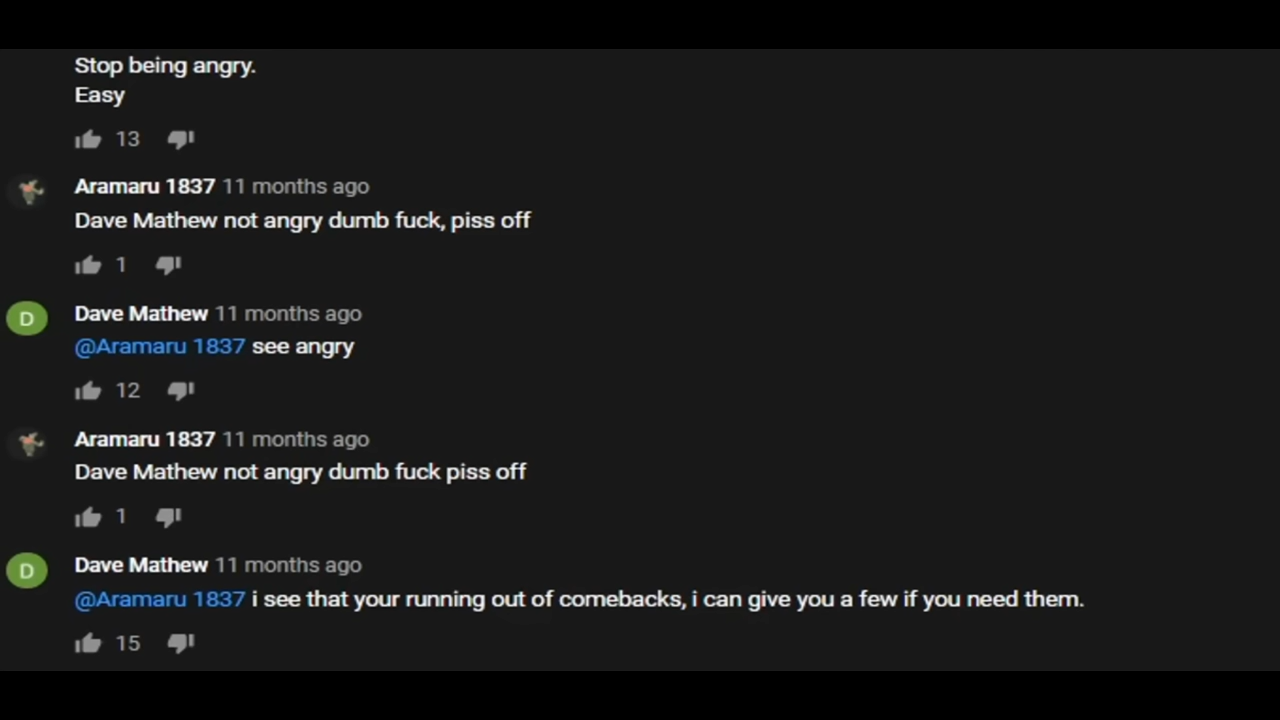 Stop being angry.
Easy
13
Aramaru 1837 11 months ago
Dave Mathew not angry dumb fuck, piss off
1
D
Dave Mathew 11 months ago
@Aramaru 1837 see angry
12
Aramaru 1837 11 months ago
Dave Mathew not angry dumb fuck piss off
1
D
Dave Mathew 11 months ago
@Aramaru 1837 i see that your running out of comebacks, i can give you a few if you need them.
15